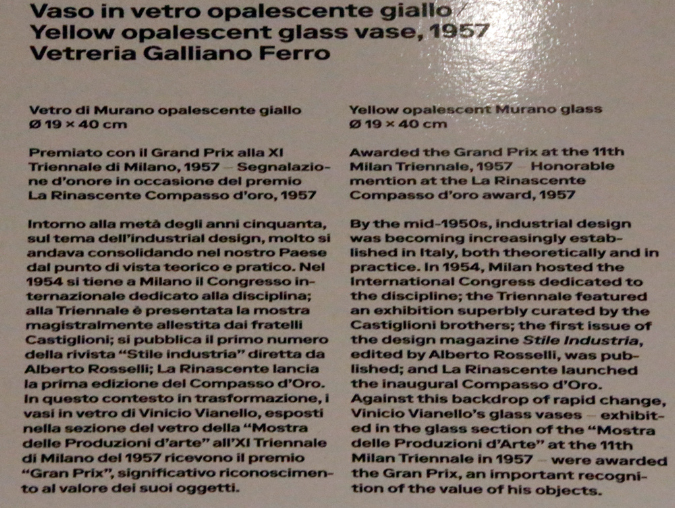 Vaso in vetro opalescente giallo /
Yellow opalescent glass vase, 1957
Vetreria Galliano Ferro
Vetro di Murano opalescente giallo
Ø 19 × 40 cm
Premiato con il Grand Prix alla XI
Triennale di Milano, 1957 – Segnalazio-
ne d'onore in occasione del premio
La Rinascente Compasso d'oro, 1957
Intorno alla metà degli anni cinquanta,
sul tema dell'industrial design, molto si
andava consolidando nel nostro Paese
dal punto di vista teorico e pratico. Nel
1954 si tiene a Milano il Congresso in-
ternazionale dedicato alla disciplina;
alla Triennale è presentata la mostra
magistralmente allestita dai fratelli
Castiglioni; si pubblica il primo numero
della rivista "Stile industria" diretta da
Alberto Rosselli; La Rinascente lancia
la prima edizione del Compasso d'Oro.
In questo contesto in trasformazione, i
vasi in vetro di Vinicio Vianello, esposti
nella sezione del vetro della "Mostra
delle Produzioni d'arte" all'XI Triennale
di Milano del 1957 ricevono il premio
"Gran Prix", significativo riconoscimen-
to al valore dei suoi oggetti.
Yellow opalescent Murano glass
Ø 19 × 40 cm
Awarded the Grand Prix at the 11th
Milan Triennale, 1957 – Honorable
mention at the La Rinascente
Compasso d'oro award, 1957
By the mid-1950s, industrial design
was becoming increasingly estab-
lished in Italy, both theoretically and in
practice. In 1954, Milan hosted the
International Congress dedicated to
the discipline; the Triennale featured
an exhibition superbly curated by the
Castiglioni brothers; the first issue of
the design magazine Stile Industria,
edited by Alberto Rosselli, was pub-
lished; and La Rinascente launched
the inaugural Compasso d'Oro.
Against this backdrop of rapid change,
Vinicio Vianello's glass vases – exhibit-
ed in the glass section of the "Mostra
delle Produzioni d'Arte" at the 11th
Milan Triennale in 1957 – were awarded
the Gran Prix, an important recogni-
tion of the value of his objects.